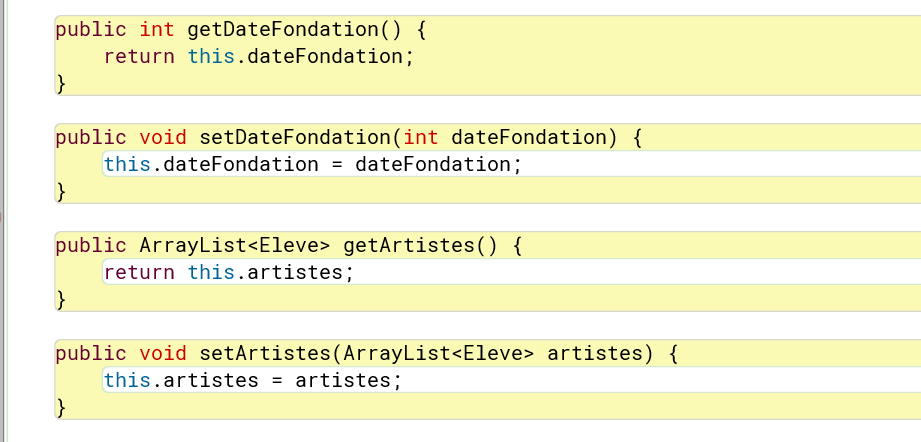 public int getDateFondation() {
    return this.dateFondation;
}
public void setDateFondation(int dateFondation) {
    this.dateFondation = dateFondation;
}
public ArrayList<Eleve> getArtistes() {
    return this.artistes;
}
public void setArtistes(ArrayList<Eleve> artistes) {
    this.artistes = artistes;
}